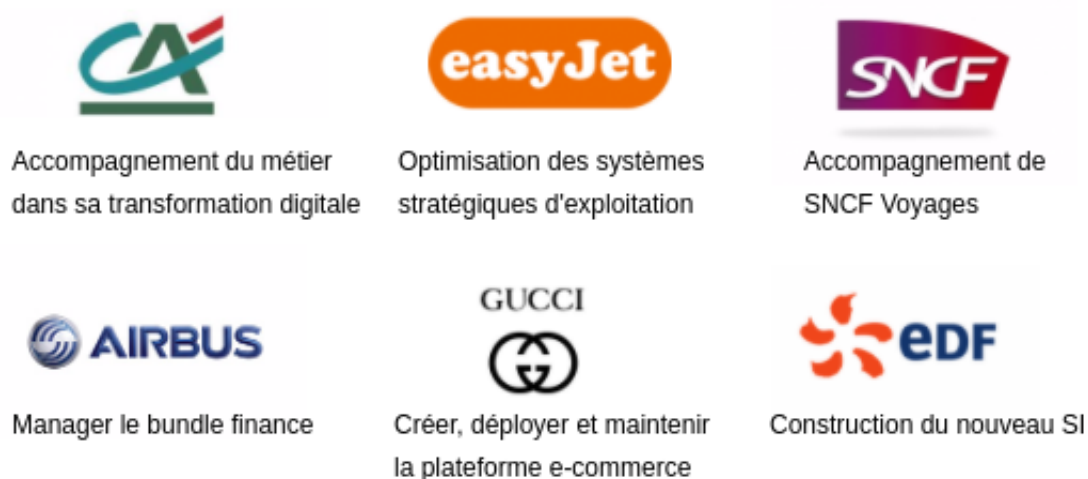 CA
easyJet
SNCF
Accompagnement du métier
dans sa transformation digitale
Optimisation des systèmes
stratégiques d'exploitation
Accompagnement de
SNCF Voyages
AIRBUS
GUCCI
GG
eDF
Manager le bundle finance
Créer, déployer et maintenir
la plateforme e-commerce
Construction du nouveau SI